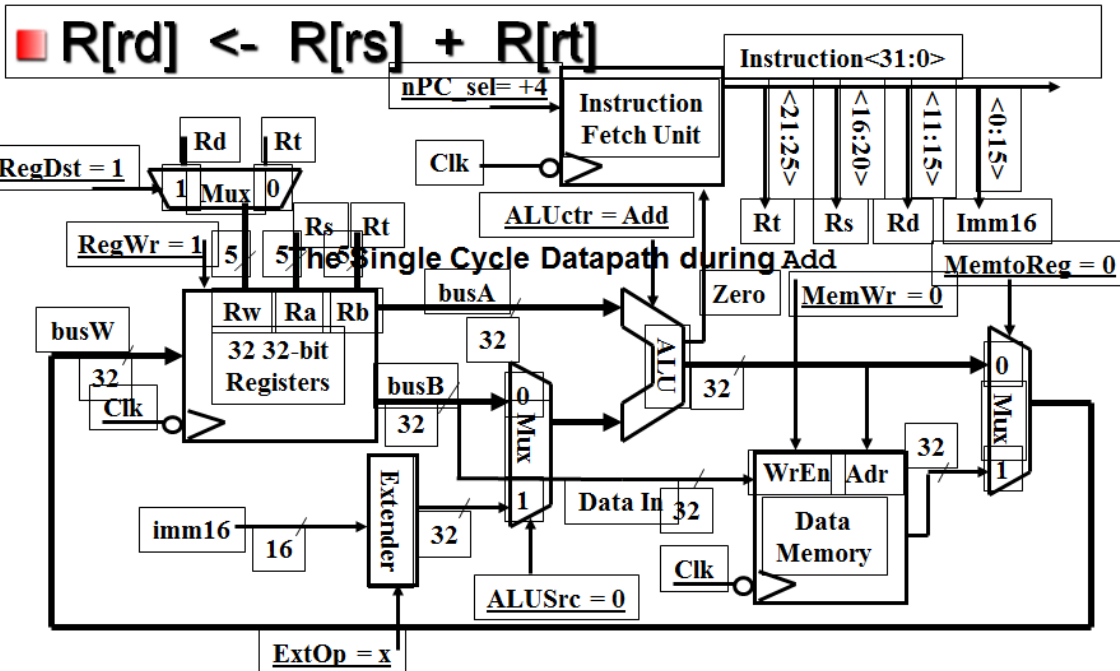 R[rd] <- R[rs] + R[rt]
Instruction<31:0>
nPC_sel= +4
Instruction
Fetch Unit
<21:25>
<16:20>
<11:15>
<0:15>
Clk
Rd
Rt
RegDst = 1
1
Mux
0
Rt
Rs
Rd
Imm16
ALUctr = Add
RegWr = 1
Rs
Rt
5
5
5
The Single Cycle Datapath during Add
MemtoReg = 0
busA
Zero
MemWr = 0
busW
Rw
Ra
Rb
32
32 32-bit
Registers
ALU
32
32
busB
0
Mux
1
0
Mux
1
Clk
32
32
WrEn
Adr
Extender
Data In
32
imm16
16
32
Data
Memory
Clk
ALUSrc = 0
ExtOp = x